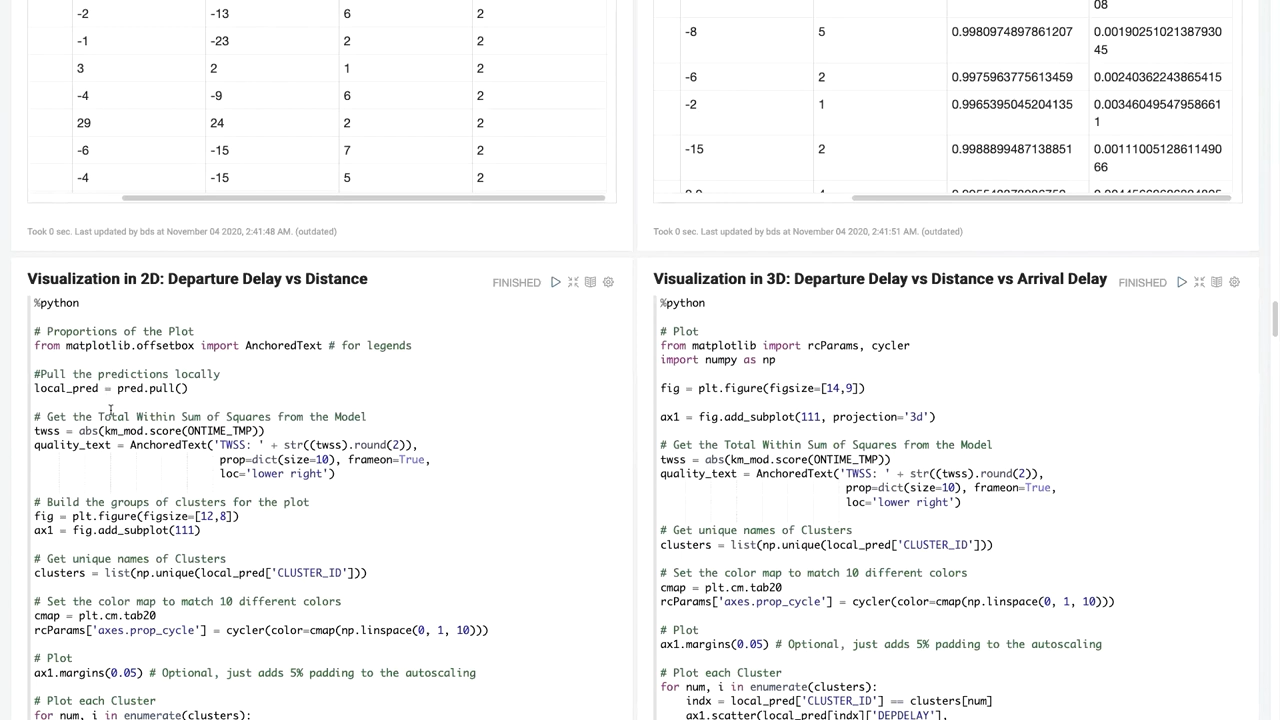 -2 -13 6 2
-1 -23 2 2
3 2 1 2
-4 -9 6 2
29 24 2 2
-6 -15 7 2
-4 -15 5 2
Took 0 sec. Last updated by bds at November 04 2020, 2:41:48 AM. (outdated)
08
-8 5 0.9980974897861207 0.00190251021387930
45
-6 2 0.9975963775613459 0.00240362243865415
-2 1 0.9965395045204135 0.00346049547958661
1
-15 2 0.9988899487138851 0.00111005128611490
66
Took 0 sec. Last updated by bds at November 04 2020, 2:41:51 AM. (outdated)
Visualization in 2D: Departure Delay vs Distance FINISHED
%python
# Proportions of the Plot
from matplotlib.offsetbox import AnchoredText # for legends
#Pull the predictions locally
local_pred = pred.pull()
# Get the Total Within Sum of Squares from the Model
twss = abs(km_mod.score(ONTIME_TMP))
quality_text = AnchoredText('TWSS: ' + str((twss).round(2)),
prop=dict(size=10), frameon=True,
loc='lower right')
# Build the groups of clusters for the plot
fig = plt.figure(figsize=[12,8])
ax1 = fig.add_subplot(111)
# Get unique names of Clusters
clusters = list(np.unique(local_pred['CLUSTER_ID']))
# Set the color map to match 10 different colors
cmap = plt.cm.tab20
rcParams['axes.prop_cycle'] = cycler(color=cmap(np.linspace(0, 1, 10)))
# Plot
ax1.margins(0.05) # Optional, just adds 5% padding to the autoscaling
# Plot each Cluster
for num, i in enumerate(clusters):
Visualization in 3D: Departure Delay vs Distance vs Arrival Delay FINISHED
%python
# Plot
from matplotlib import rcParams, cycler
import numpy as np
fig = plt.figure(figsize=[14,9])
ax1 = fig.add_subplot(111, projection='3d')
# Get the Total Within Sum of Squares from the Model
twss = abs(km_mod.score(ONTIME_TMP))
quality_text = AnchoredText('TWSS: ' + str((twss).round(2)),
prop=dict(size=10), frameon=True,
loc='lower right')
# Get unique names of Clusters
clusters = list(np.unique(local_pred['CLUSTER_ID']))
# Set the color map to match 10 different colors
cmap = plt.cm.tab20
rcParams['axes.prop_cycle'] = cycler(color=cmap(np.linspace(0, 1, 10)))
# Plot
ax1.margins(0.05) # Optional, just adds 5% padding to the autoscaling
# Plot each Cluster
for num, i in enumerate(clusters):
indx = local_pred['CLUSTER_ID'] == clusters[num]
ax1.scatter(local_pred[indx]['DEPDELAY'],